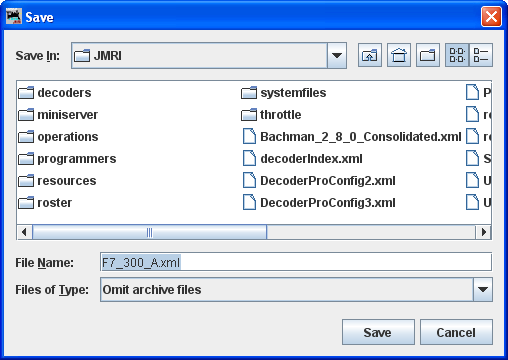 Save
Save In: JMRI
decoders systemfiles P
miniserver throttle re
operations Bachman_2_8_0_Consolidated.xml re
programmers decoderIndex.xml S
resources DecoderProConfig2.xml U
roster DecoderProConfig3.xml U
File Name: F7_300_A.xml
Files of Type: Omit archive files
Save Cancel